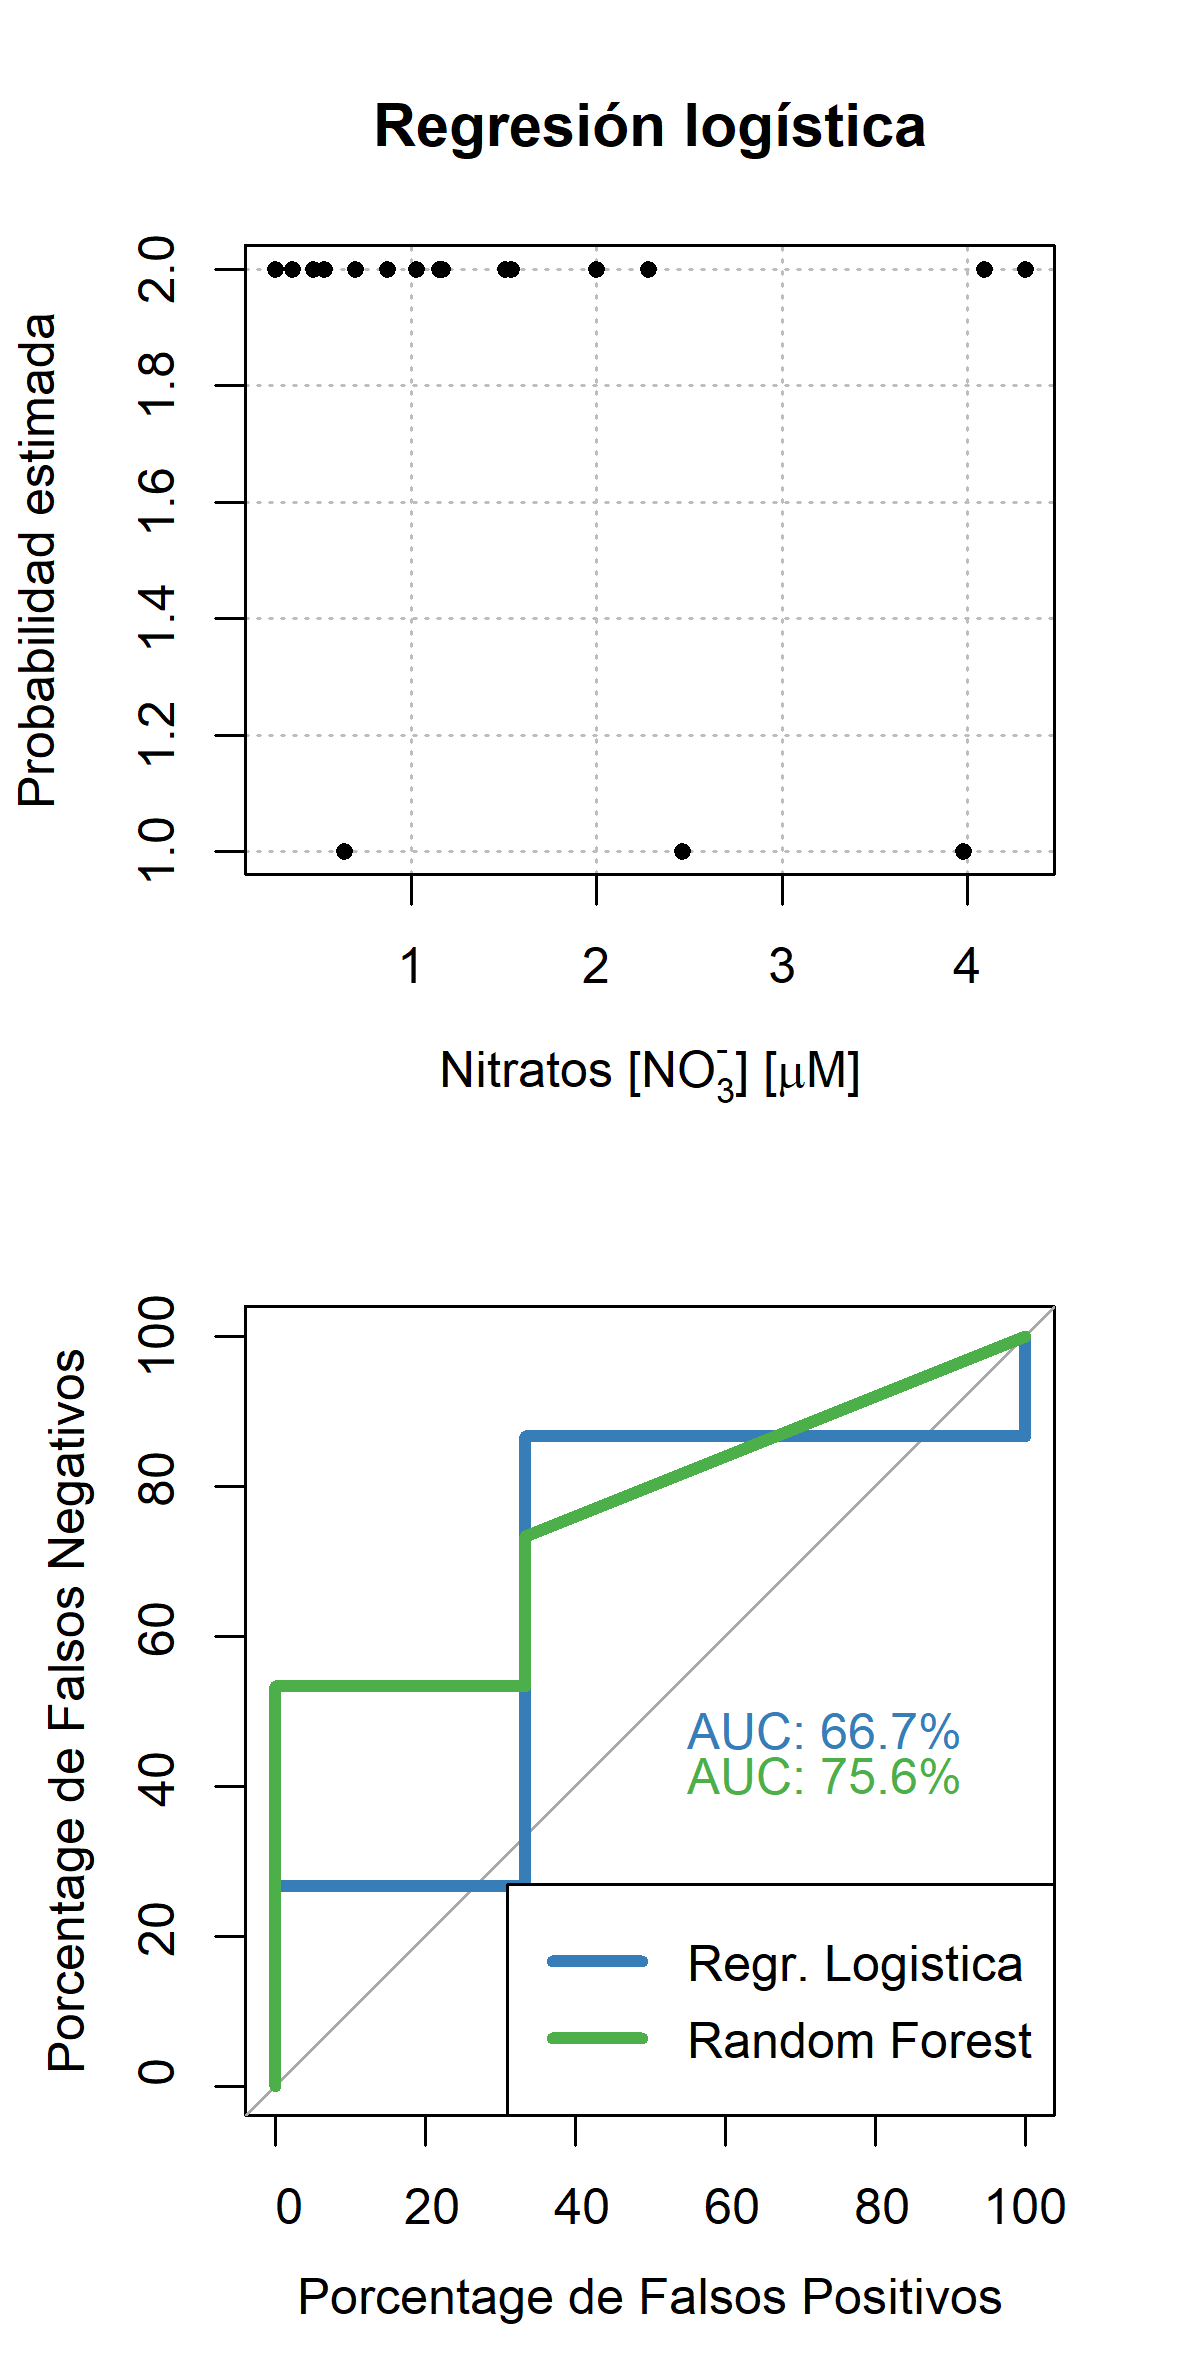 Regresión logística
Probabilidad estimada
2.0
1.8
1.6
1.4
1.2
1.0
1 2 3 4
Nitratos [NO₃⁻] [μM]
Porcentage de Falsos Negativos
100
80
60
40
20
0
AUC: 66.7%
AUC: 75.6%
Regr. Logistica
Random Forest
0 20 40 60 80 100
Porcentage de Falsos Positivos